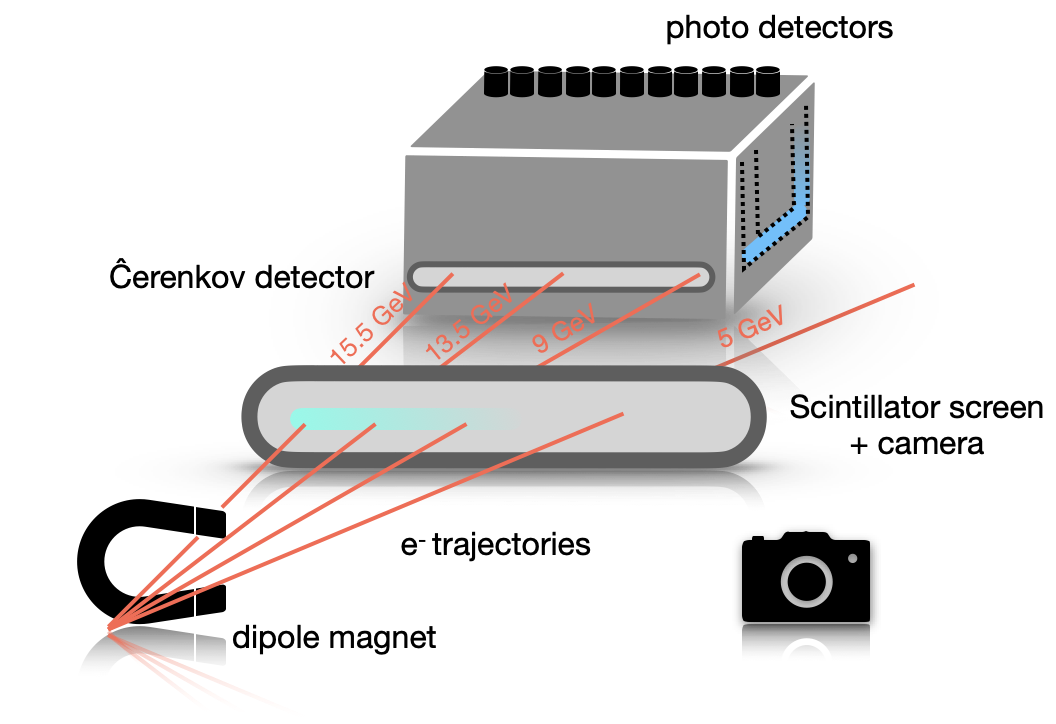 photo detectors
Ĉerenkov detector
15.5 GeV
13.5 GeV
9 GeV
5 GeV
Scintillator screen
+ camera
e- trajectories
dipole magnet